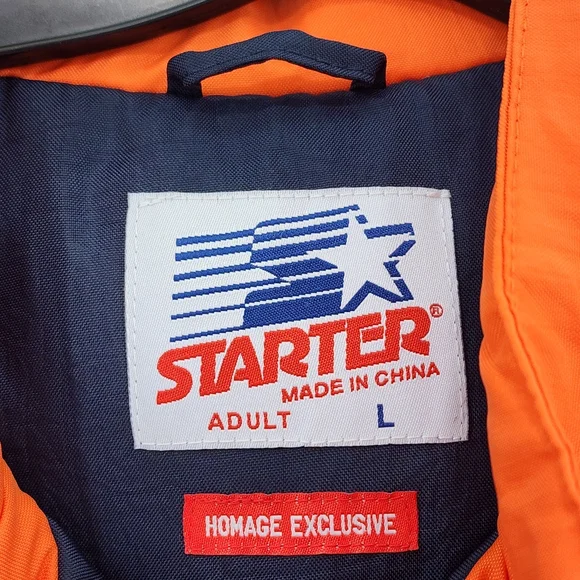 STARTER®
MADE IN CHINA
ADULT L
HOMAGE EXCLUSIVE